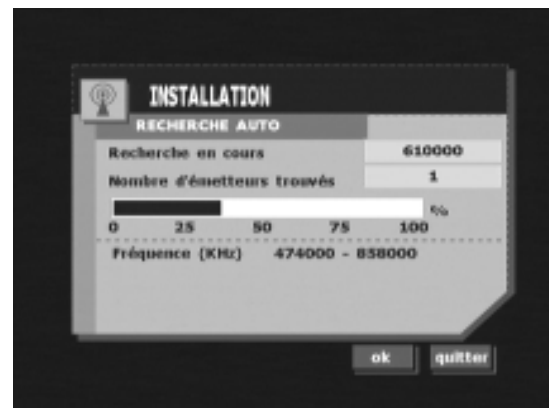 INSTALLATION
RECHERCHE AUTO
Recherche en cours 610000
Nombre d'émetteurs trouvés 1
%
0 25 50 75 100
Fréquence (KHz) 474000 - 858000
ok quitter